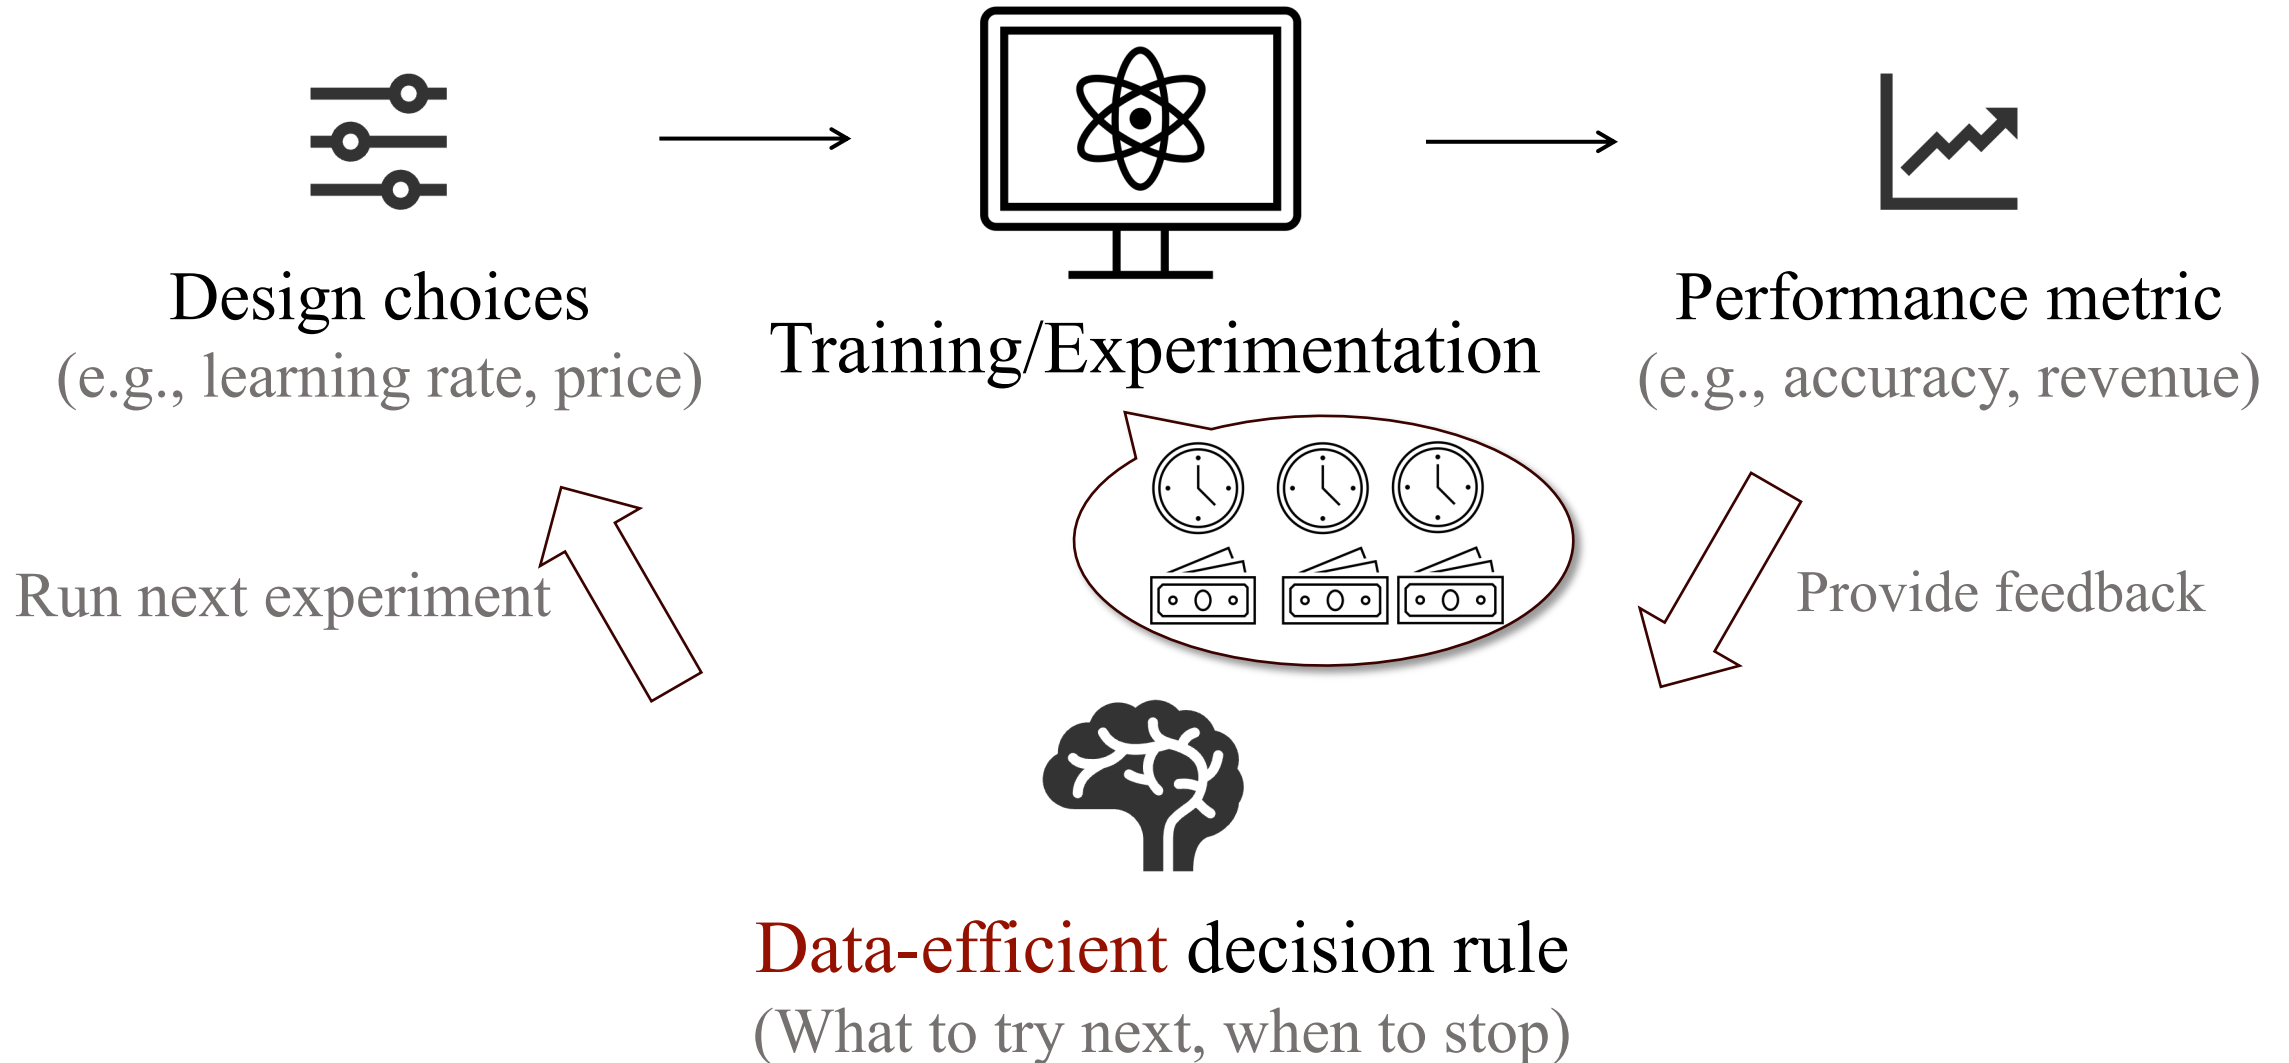 Design choices
(e.g., learning rate, price)
Training/Experimentation
Performance metric
(e.g., accuracy, revenue)
Run next experiment
Provide feedback
Data-efficient decision rule
(What to try next, when to stop)